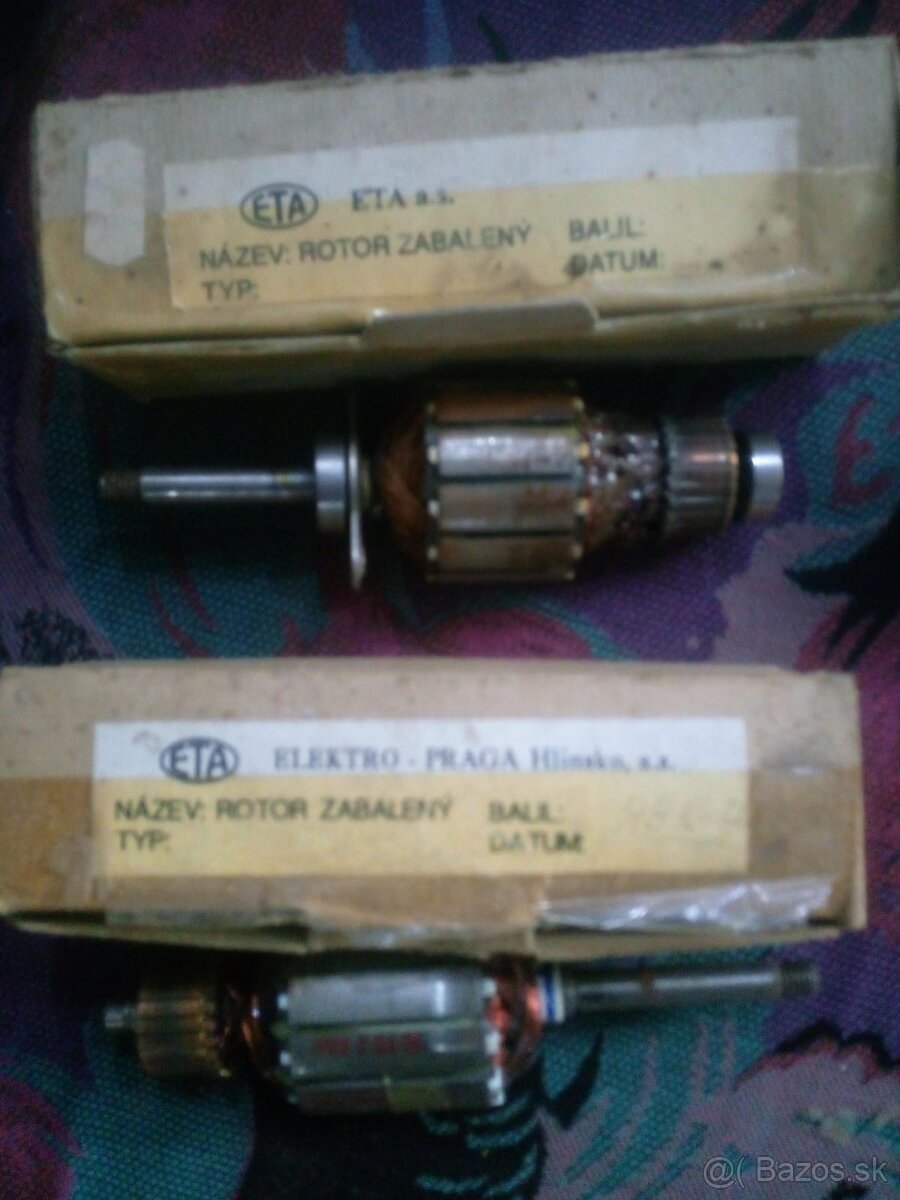 ETA ETA a.s.
NÁZEV: ROTOR ZABALENÝ BALIL:
TYP: DATUM:
ETA ELEKTRO - PRAGA Hlinsko, a.s.
NÁZEV: ROTOR ZABALENÝ BALIL:
TYP: DATUM:
@( Bazos.sk